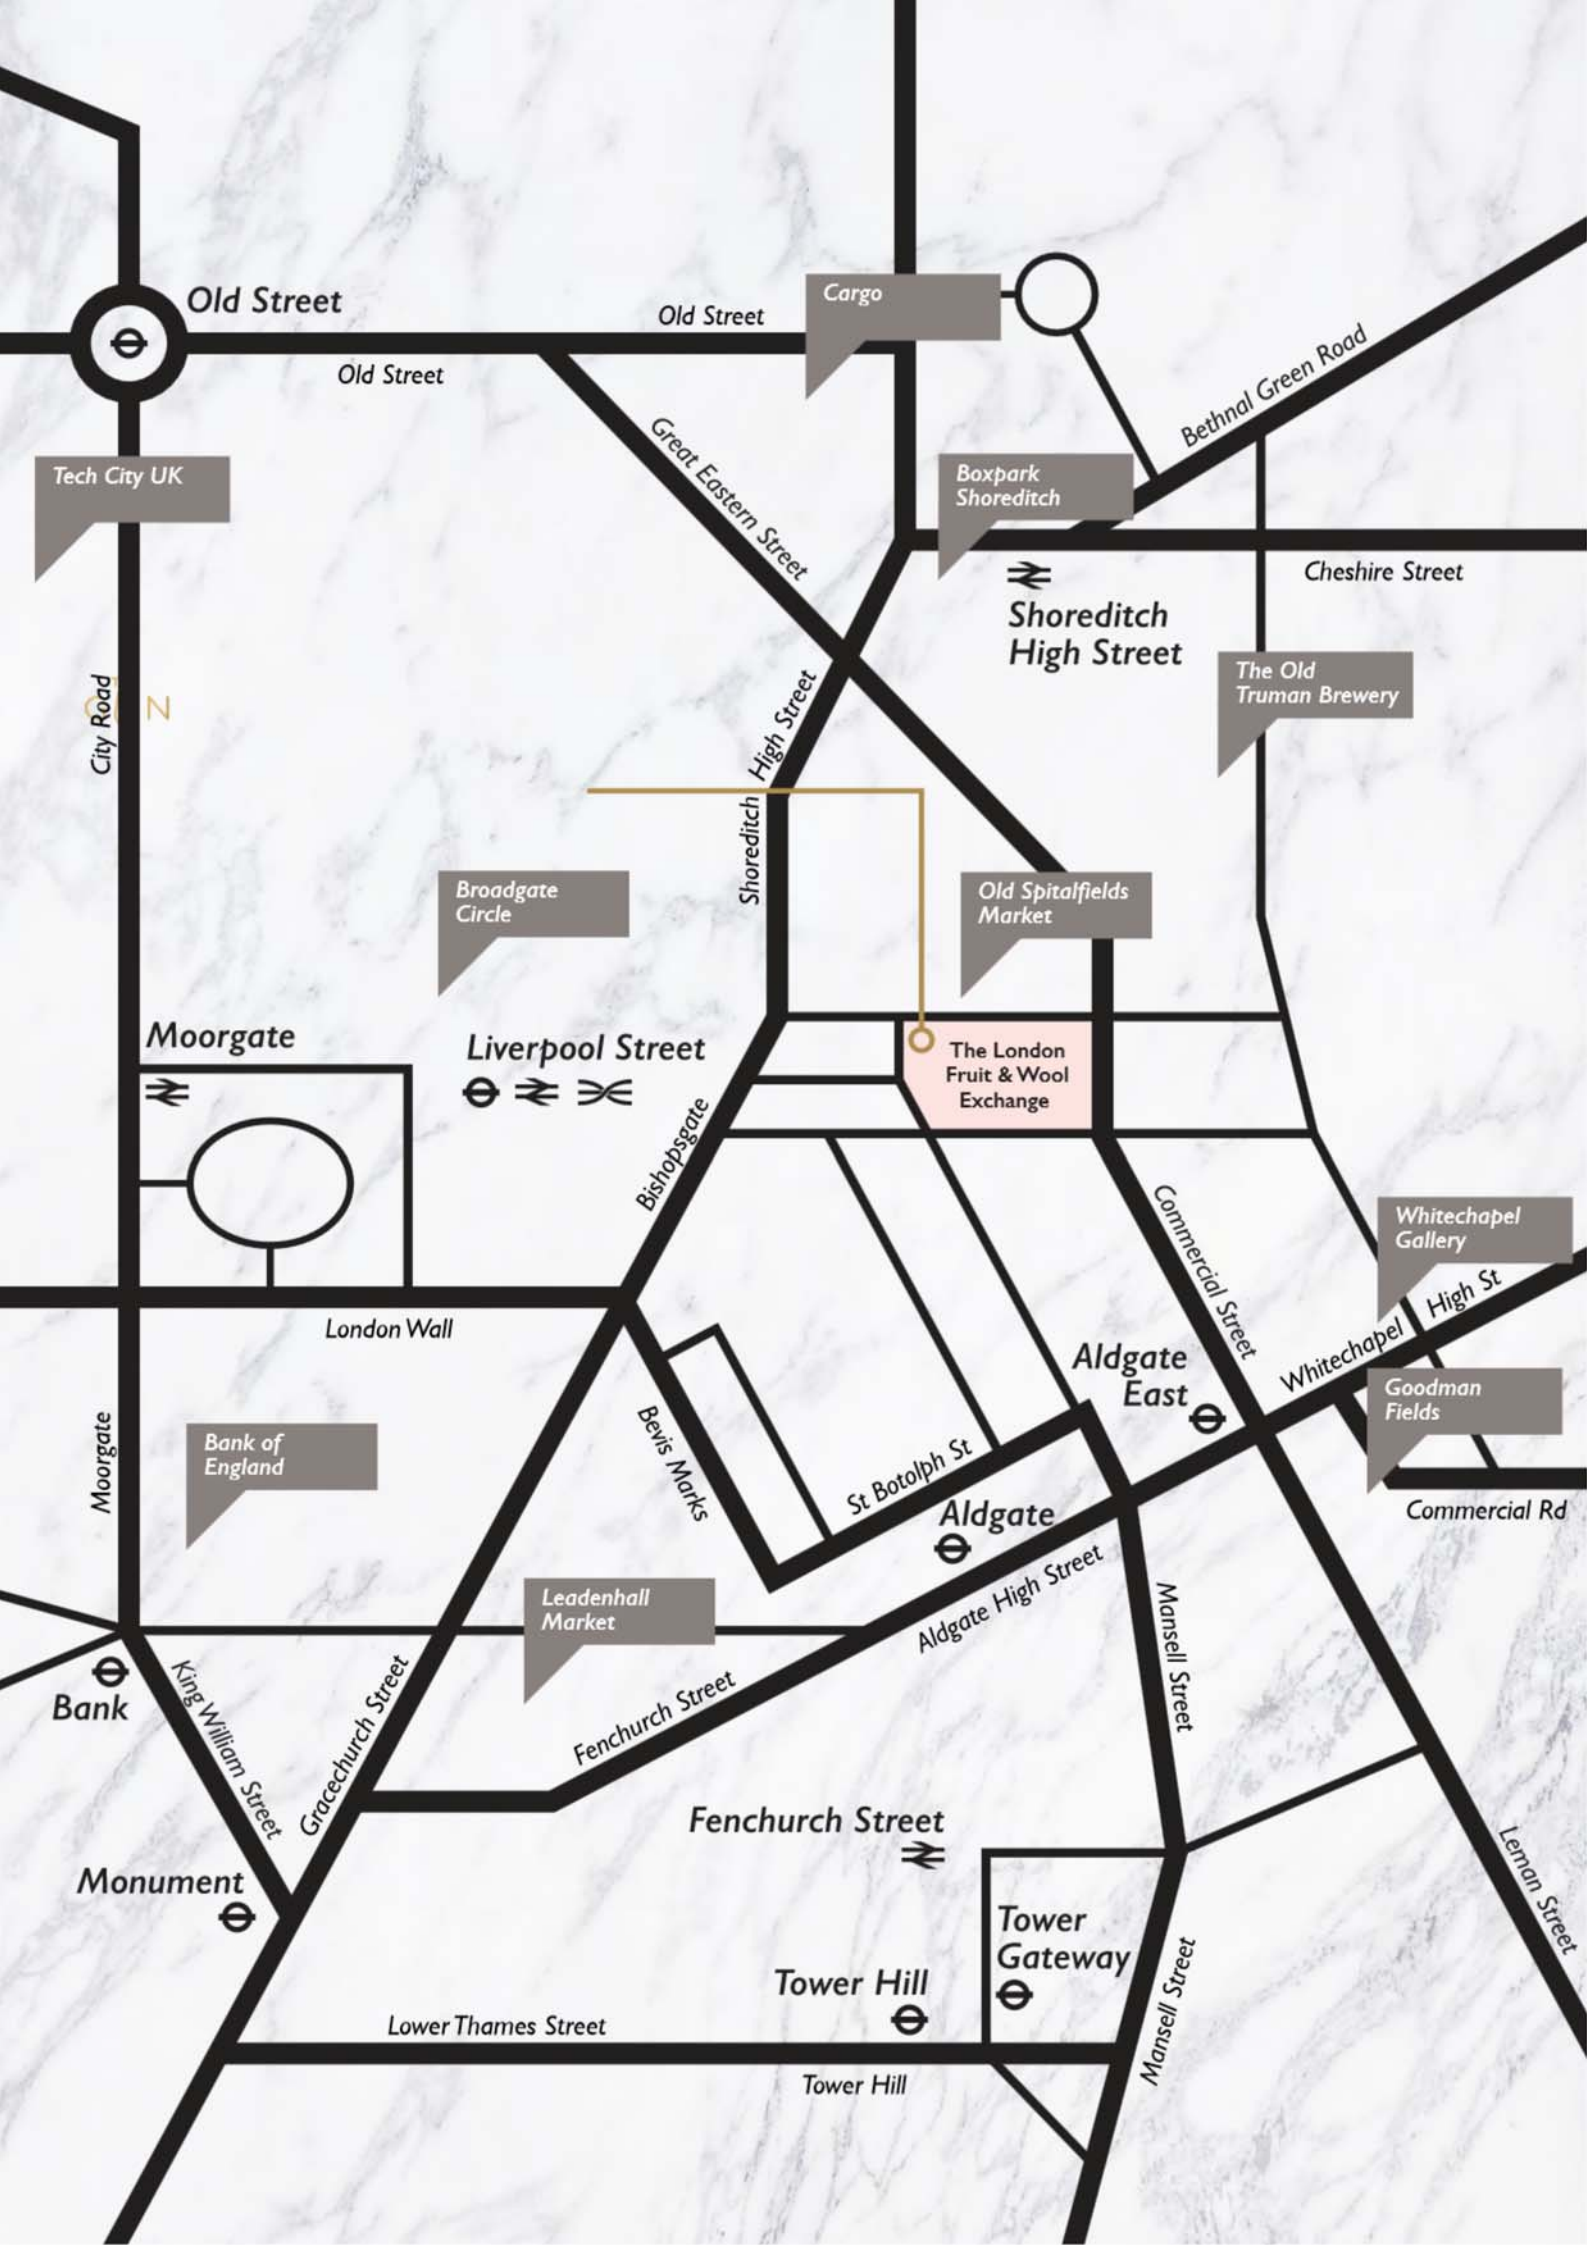 Old Street
Old Street
Old Street
Cargo
Great Eastern Street
Bethnal Green Road
Tech City UK
Boxpark
Shoreditch
Cheshire Street
Shoreditch
High Street
The Old
Truman Brewery
City Road
N
Shoreditch High Street
Broadgate
Circle
Old Spitalfields
Market
Moorgate
Liverpool Street
The London
Fruit & Wool
Exchange
Bishopsgate
Commercial Street
Whitechapel
Gallery
Whitechapel High St
London Wall
Aldgate
East
Goodman
Fields
Commercial Rd
Moorgate
Bank of
England
Bevis Marks
St Botolph St
Aldgate
Aldgate High Street
Leadenhall
Market
Mansell Street
Bank
King William Street
Gracechurch Street
Fenchurch Street
Fenchurch Street
Monument
Leman Street
Tower
Gateway
Tower Hill
Mansell Street
Lower Thames Street
Tower Hill